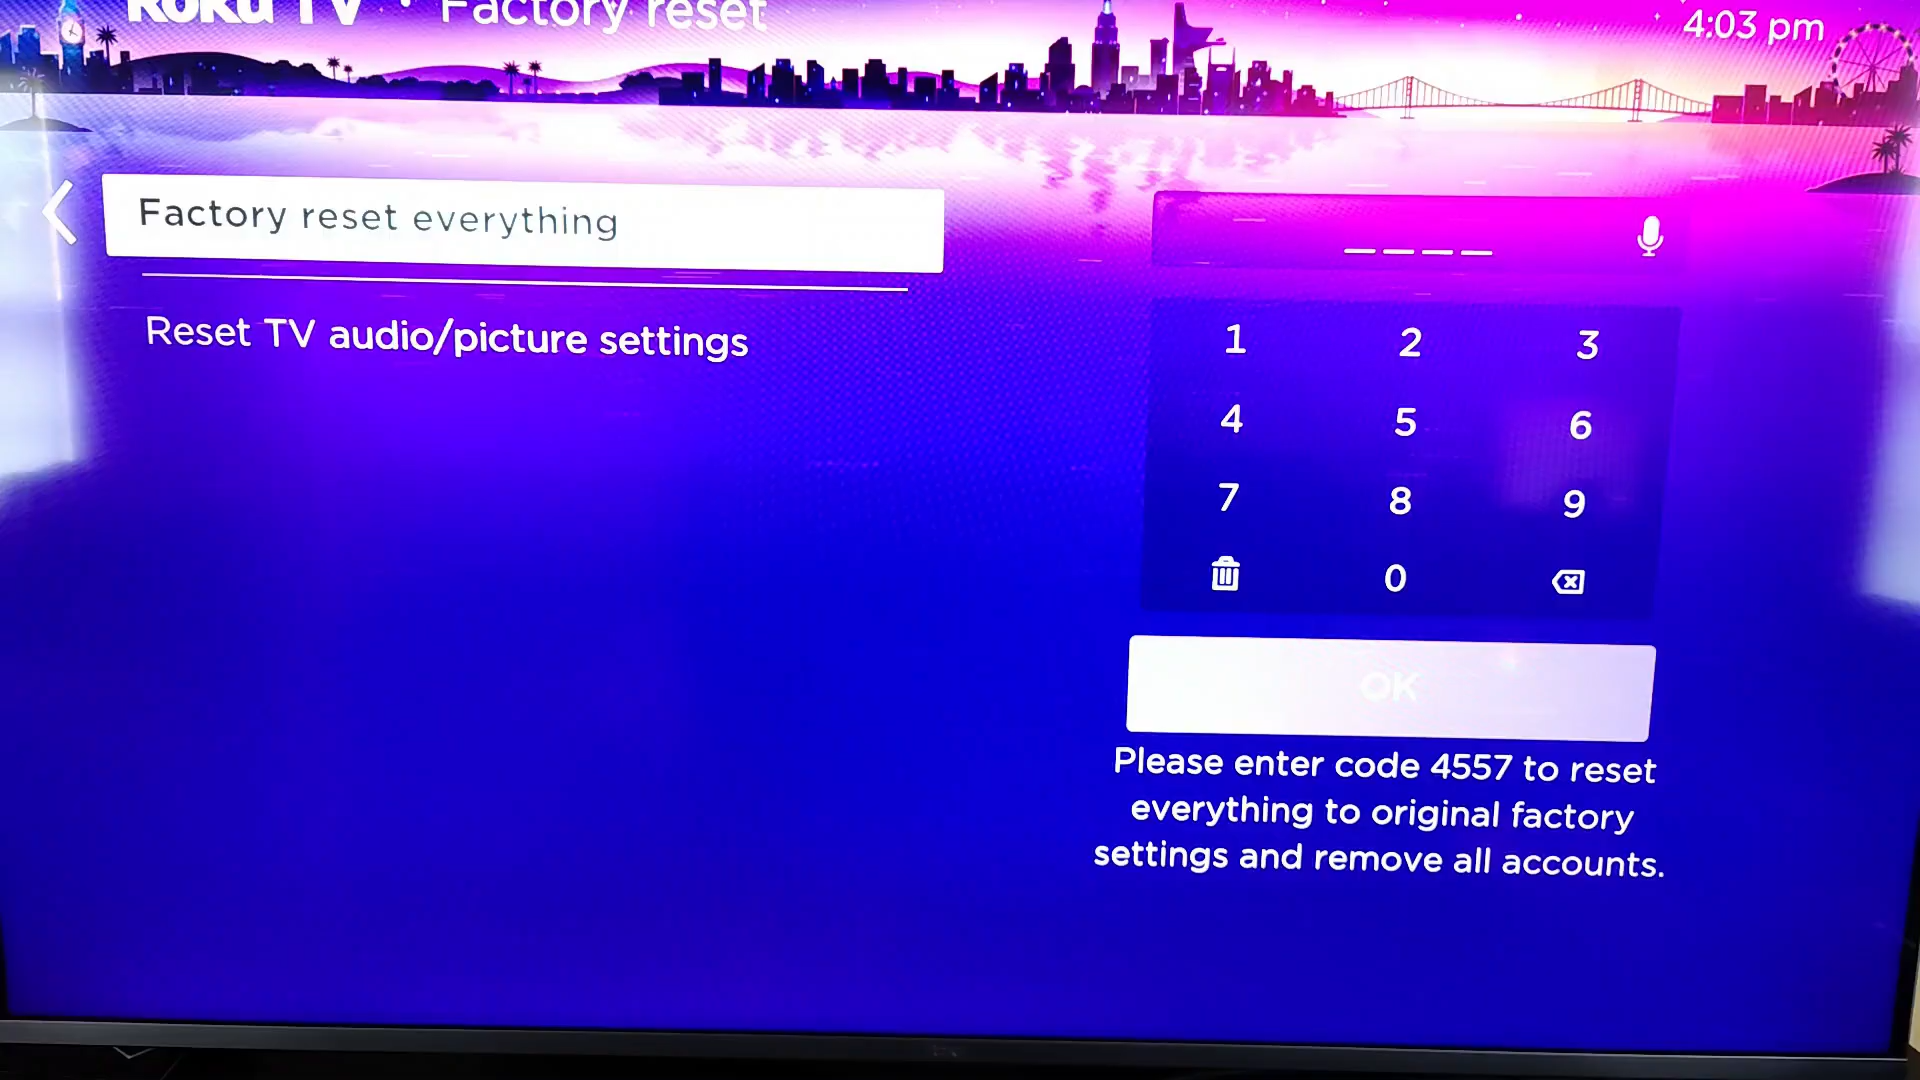 Roku TV • Factory reset
4:03 pm
Factory reset everything
Reset TV audio/picture settings
_ _ _ _
1 2 3
4 5 6
7 8 9
0
OK
Please enter code 4557 to reset
everything to original factory
settings and remove all accounts.